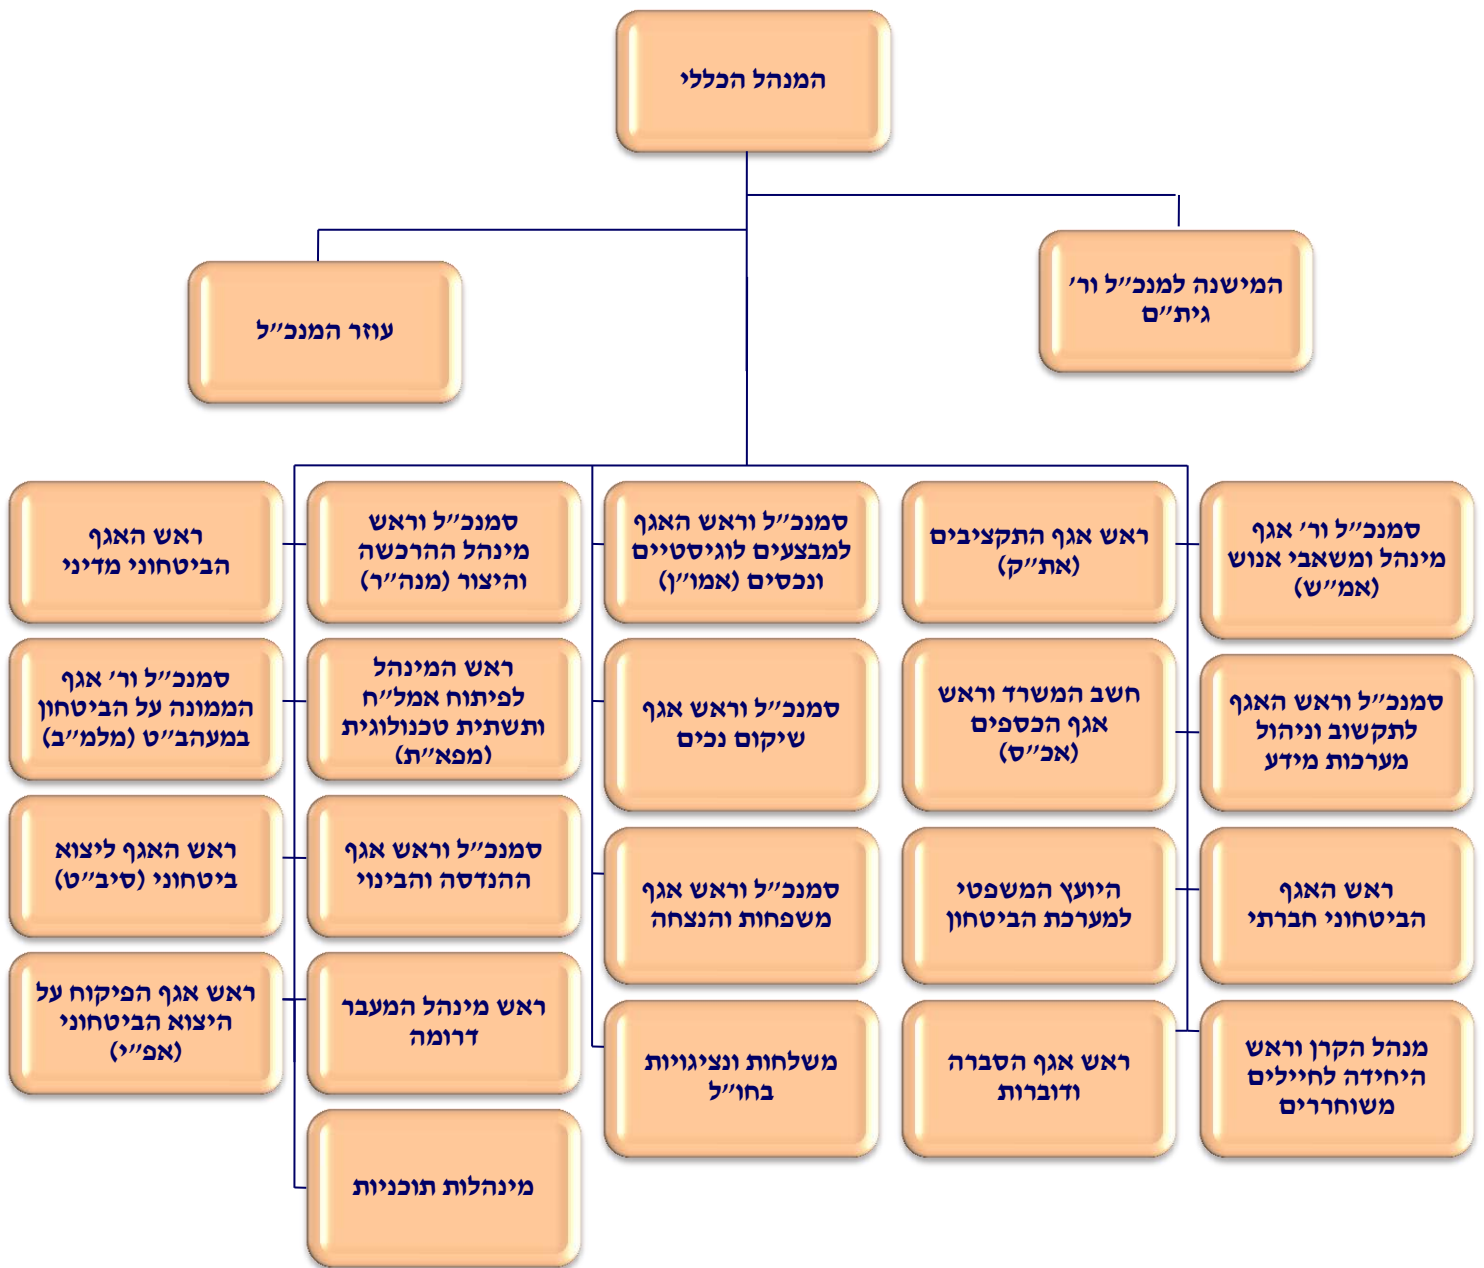 המנהל הכללי
המישנה למנכ״ל ור׳
גית״ם
עוזר המנכ״ל
סמנכ״ל ור׳ אגף
מינהל ומשאבי אנוש
(אמ״ש)
ראש אגף התקציבים
(את״ק)
סמנכ״ל וראש האגף
למבצעים לוגיסטיים
ונכסים (אמו״ן)
סמנכ״ל וראש
מינהל ההרכשה
והיצור (מנה״ר)
ראש האגף
הביטחוני מדיני
סמנכ״ל וראש האגף
לתקשוב וניהול
מערכות מידע
חשב המשרד וראש
אגף הכספים
(אכ״ס)
סמנכ״ל וראש אגף
שיקום נכים
ראש המינהל
לפיתוח אמל״ח
ותשתית טכנולוגית
(מפא״ת)
סמנכ״ל ור׳ אגף
הממונה על הביטחון
במעהב״ט (מלמ״ב)
ראש האגף
הביטחוני חברתי
היועץ המשפטי
למערכת הביטחון
סמנכ״ל וראש אגף
משפחות והנצחה
סמנכ״ל וראש אגף
ההנדסה והבינוי
ראש האגף ליצוא
ביטחוני (סיב״ט)
מנהל הקרן וראש
היחידה לחיילים
משוחררים
ראש אגף הסברה
ודוברות
משלחות ונציגויות
בחו״ל
ראש מינהל המעבר
דרומה
ראש אגף הפיקוח על
היצוא הביטחוני
(אפ״י)
מינהלות תוכניות